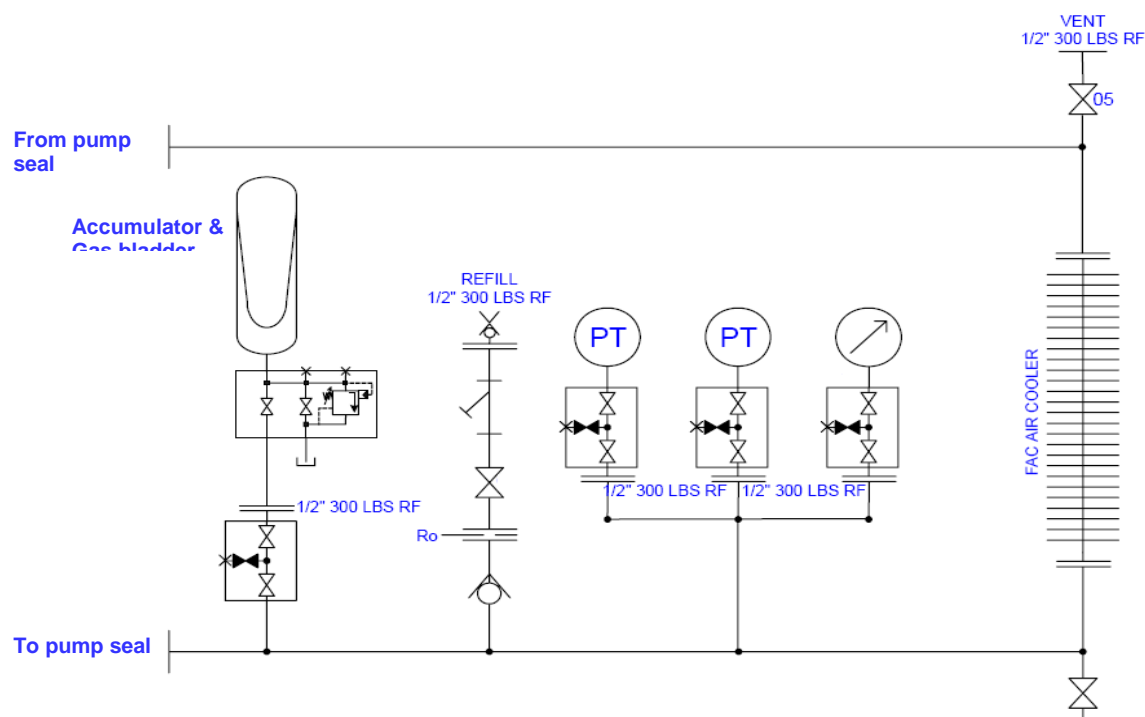 VENT
1/2" 300 LBS RF
05
From pump
seal
Accumulator &
Gas bladder
REFILL
1/2" 300 LBS RF
PT
PT
FAC AIR COOLER
1/2" 300 LBS RF
1/2" 300 LBS RF
1/2" 300 LBS RF
Ro
To pump seal